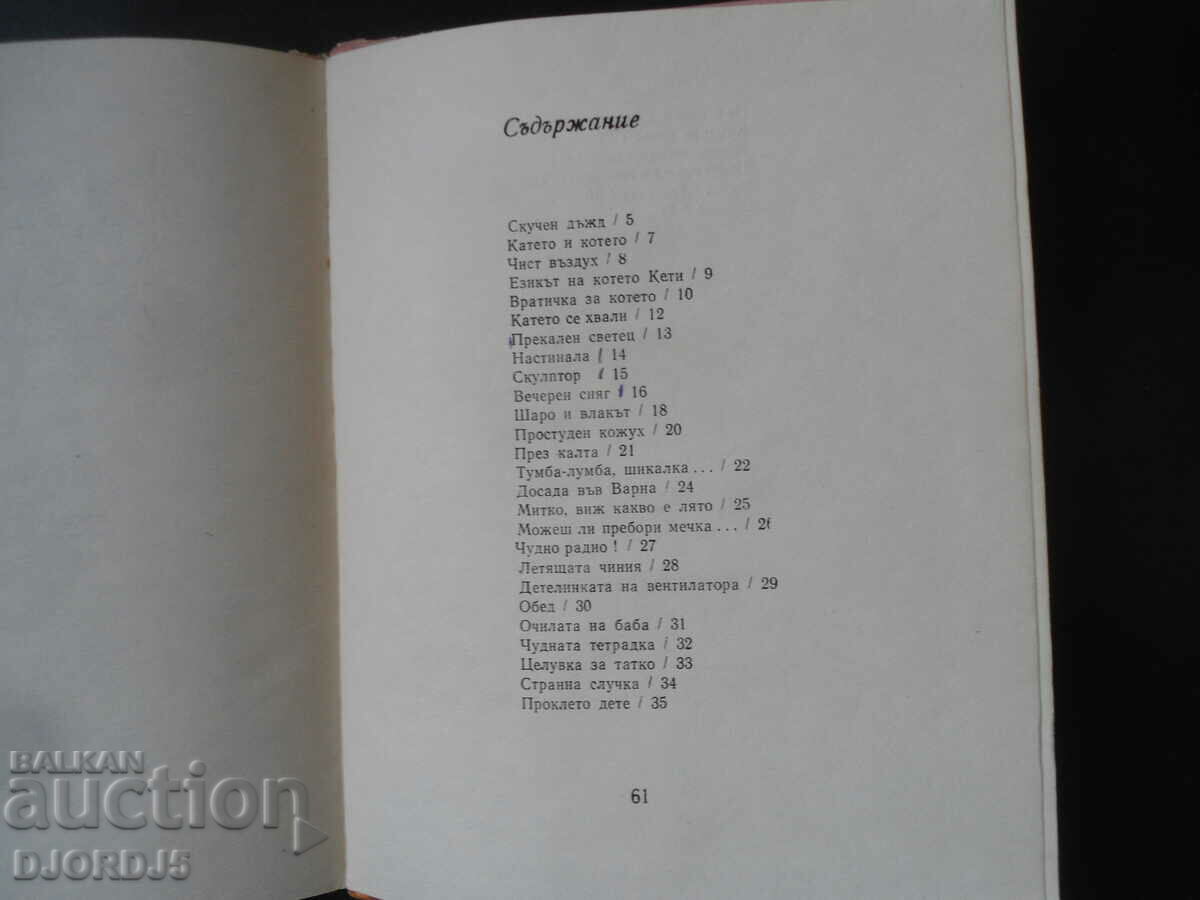 Съдържание
Скучен дъжд / 5
Катето и котето / 7
Чист въздух / 8
Езикът на котето Кети / 9
Вратичка за котето / 10
Катето се хвали / 12
Прекален светец / 13
Настинала / 14
Скулптор / 15
Вечерен сняг / 16
Шаро и влакът / 18
Простуден кожух / 20
През калта / 21
Тумба-лумба, шикалка ... / 22
Досада във Варна / 24
Митко, виж какво е лято / 25
Можеш ли пребори мечка ... / 26
Чудно радио ! / 27
Летящата чиния / 28
Детелинката на вентилатора / 29
Обед / 30
Очилата на баба / 31
Чудната тетрадка / 32
Целувка за татко / 33
Странна случка / 34
Проклето дете / 35
61
BALKAN
auction
DJORDJ5